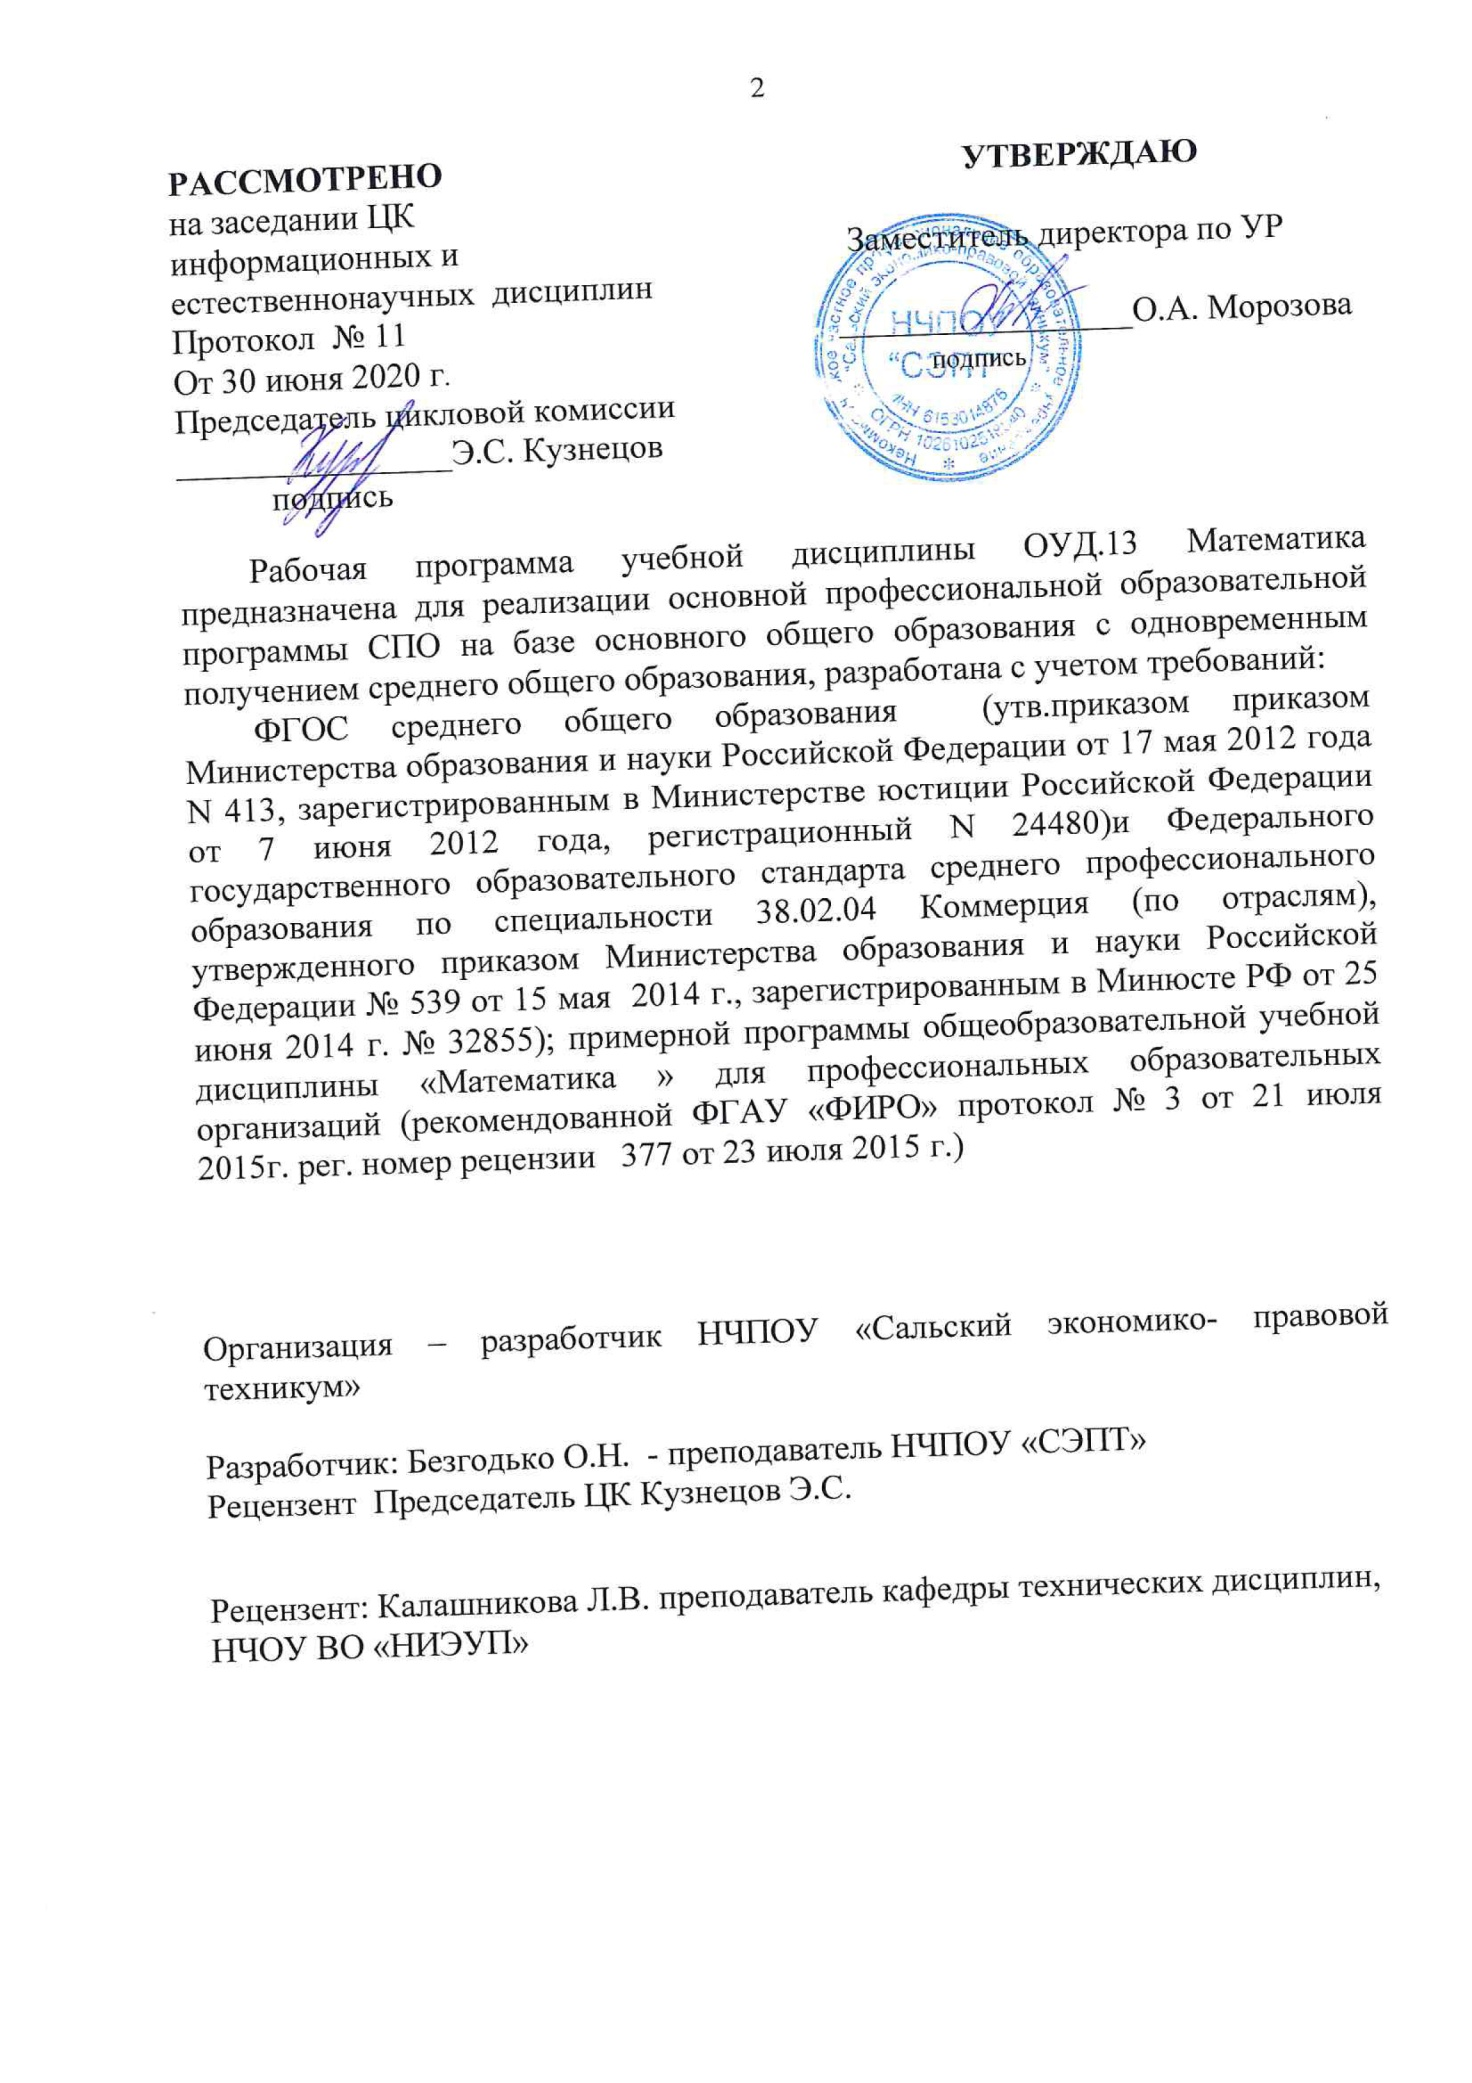 2
РАССМОТРЕНО
на заседании ЦК
информационных и
естественнонаучных дисциплин
Протокол № 11
От 30 июня 2020 г.
Председатель цикловой комиссии
________________Э.С. Кузнецов
подпись
УТВЕРЖДАЮ
Заместитель директора по УР
_________________О.А. Морозова
подпись
НЧПОУ
"СЭПТ"
ИНН 6153014876
Рабочая программа учебной дисциплины ОУД.13 Математика
предназначена для реализации основной профессиональной образовательной
программы СПО на базе основного общего образования с одновременным
получением среднего общего образования, разработана с учетом требований:
ФГОС среднего общего образования (утв.приказом приказом
Министерства образования и науки Российской Федерации от 17 мая 2012 года
N 413, зарегистрированным в Министерстве юстиции Российской Федерации
от 7 июня 2012 года, регистрационный N 24480)и Федерального
государственного образовательного стандарта среднего профессионального
образования по специальности 38.02.04 Коммерция (по отраслям),
утвержденного приказом Министерства образования и науки Российской
Федерации № 539 от 15 мая 2014 г., зарегистрированным в Минюсте РФ от 25
июня 2014 г. № 32855); примерной программы общеобразовательной учебной
дисциплины «Математика » для профессиональных образовательных
организаций (рекомендованной ФГАУ «ФИРО» протокол № 3 от 21 июля
2015г. рег. номер рецензии 377 от 23 июля 2015 г.)
Организация – разработчик НЧПОУ «Сальский экономико- правовой
техникум»
Разработчик: Безгодько О.Н. - преподаватель НЧПОУ «СЭПТ»
Рецензент Председатель ЦК Кузнецов Э.С.
Рецензент: Калашникова Л.В. преподаватель кафедры технических дисциплин,
НЧОУ ВО «НИЭУП»